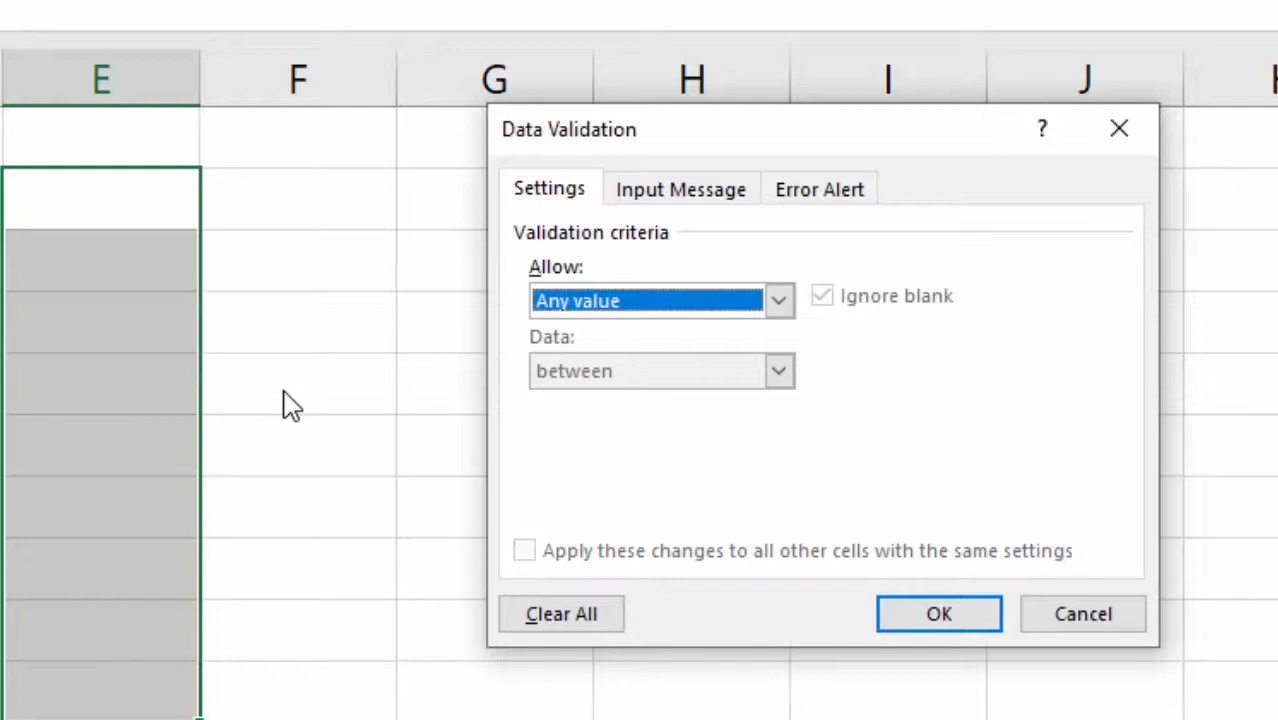 E F G H I J
Data Validation ?
Settings Input Message Error Alert
Validation criteria
Allow:
Any value Ignore blank
Data:
between
Apply these changes to all other cells with the same settings
Clear All OK Cancel